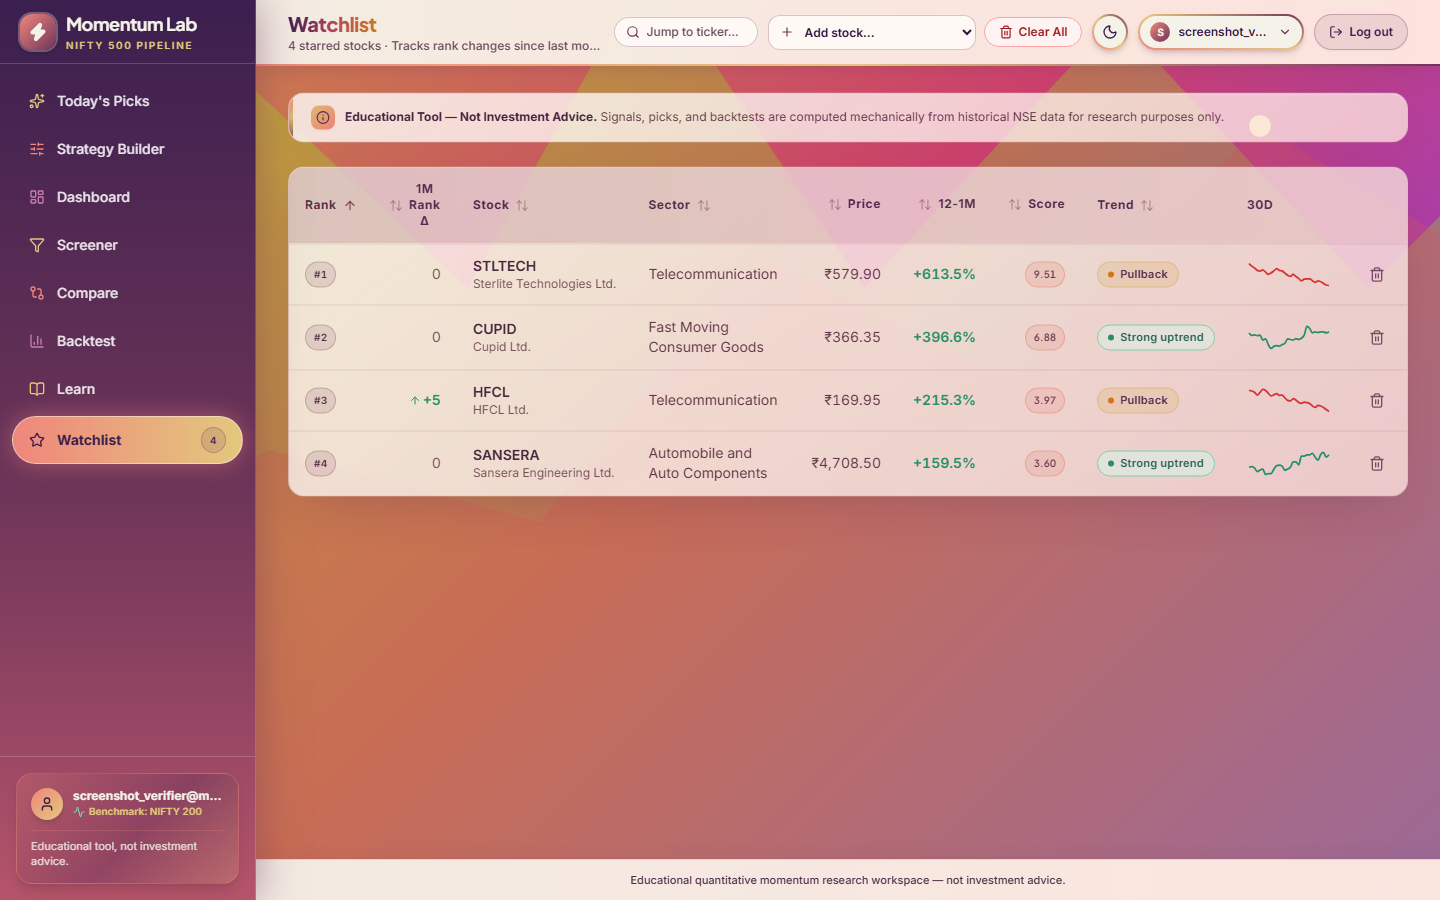 Momentum Lab
NIFTY 500 PIPELINE
Today's Picks
Strategy Builder
Dashboard
Screener
Compare
Backtest
Learn
Watchlist 4
screenshot_verifier@m...
Benchmark: NIFTY 200
Educational tool, not investment
advice.
Watchlist
4 starred stocks · Tracks rank changes since last mo...
Jump to ticker...
Add stock...
Clear All
S screenshot_v...
Log out
Educational Tool — Not Investment Advice. Signals, picks, and backtests are computed mechanically from historical NSE data for research purposes only.
Rank 1M Rank Δ Stock Sector Price 12-1M Score Trend 30D
#1 0 STLTECH Telecommunication ₹579.90 +613.5% 9.51 Pullback
Sterlite Technologies Ltd.
#2 0 CUPID Fast Moving ₹366.35 +396.6% 6.88 Strong uptrend
Cupid Ltd. Consumer Goods
#3 +5 HFCL Telecommunication ₹169.95 +215.3% 3.97 Pullback
HFCL Ltd.
#4 0 SANSERA Automobile and ₹4,708.50 +159.5% 3.60 Strong uptrend
Sansera Engineering Ltd. Auto Components
Educational quantitative momentum research workspace — not investment advice.